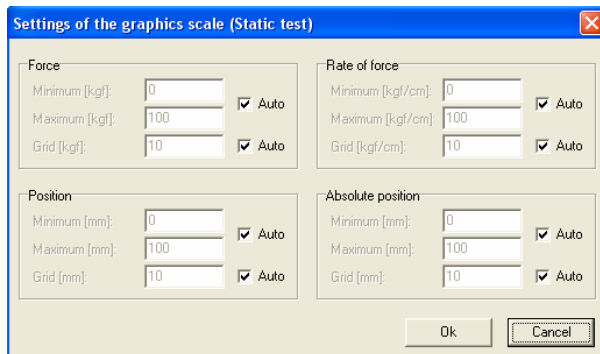 Settings of the graphics scale (Static test)
Force
Minimum [kgf]: 0
Auto
Maximum [kgf]: 100
Grid [kgf]: 10 Auto
Rate of force
Minimum [kgf/cm] 0
Auto
Maximum [kgf/cm]: 100
Grid [kgf/cm]: 10 Auto
Position
Minimum [mm]: 0
Auto
Maximum [mm]: 100
Grid [mm]: 10 Auto
Absolute position
Minimum [mm]: 0
Auto
Maximum [mm]: 100
Grid [mm]: 10 Auto
Ok Cancel